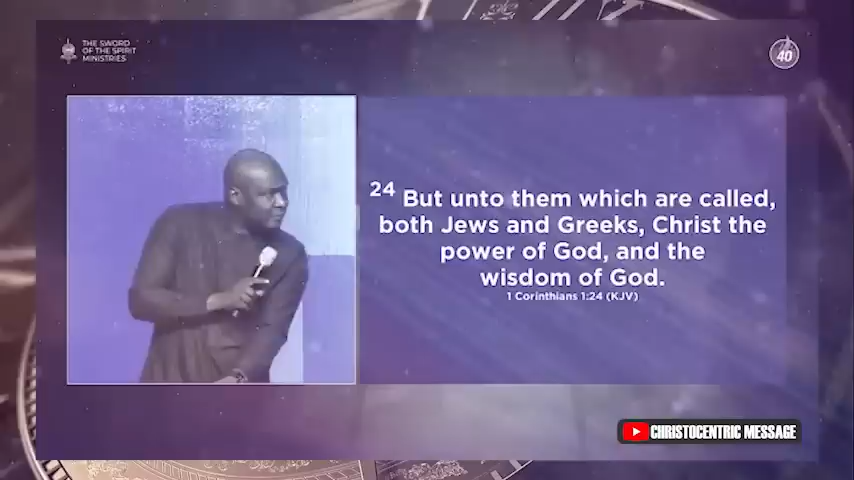 THE SWORD
OF THE SPIRIT
MINISTRIES
40
24 But unto them which are called,
both Jews and Greeks, Christ the
power of God, and the
wisdom of God.
1 Corinthians 1:24 (KJV)
CHRISTOCENTRIC MESSAGE